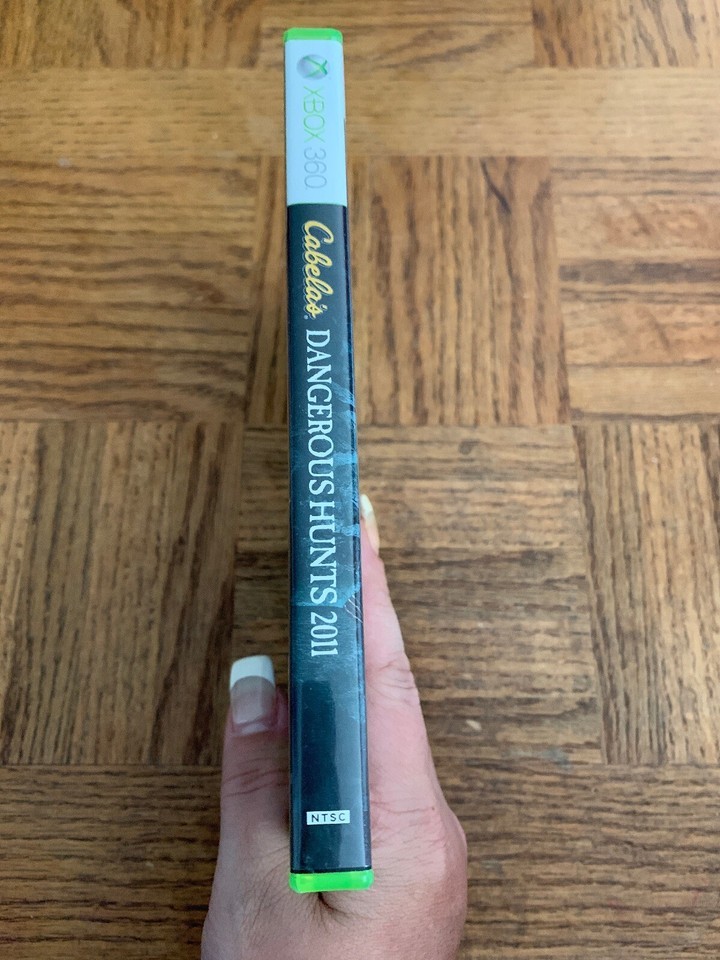 XBOX 360
Cabela's®
DANGEROUS HUNTS 2011
NTSC